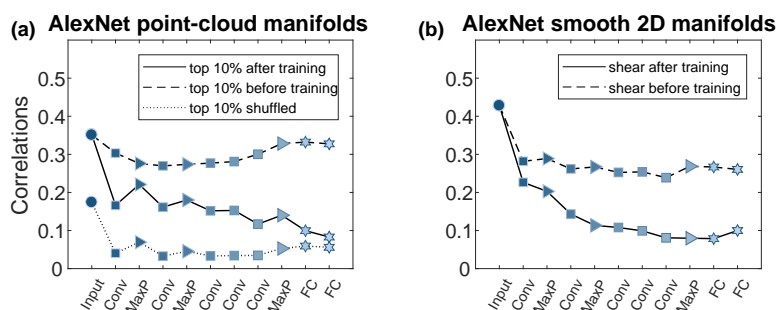 (a) AlexNet point-cloud manifolds
top 10% after training
top 10% before training
top 10% shuffled
Correlations
0.5
0.4
0.3
0.2
0.1
0
Input
Conv
MaxP
Conv
MaxP
Conv
Conv
Conv
MaxP
FC
FC
(b) AlexNet smooth 2D manifolds
shear after training
shear before training
0.5
0.4
0.3
0.2
0.1
0
Input
Conv
MaxP
Conv
MaxP
Conv
Conv
Conv
MaxP
FC
FC